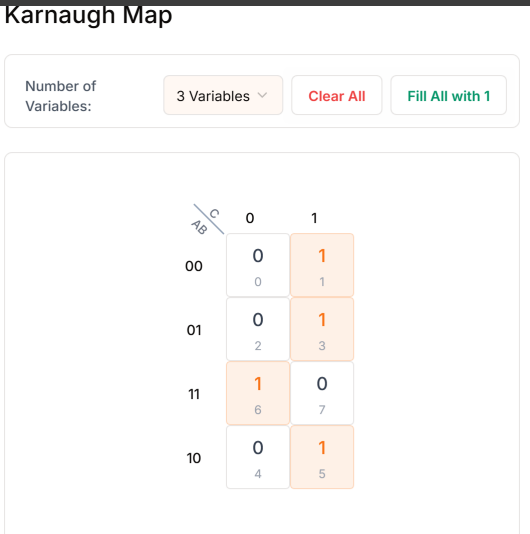 Karnaugh Map
Number of
Variables:
3 Variables
Clear All
Fill All with 1
C
AB
0 1
00
0 1
0 1
01
0 1
2 3
11
1 0
6 7
10
0 1
4 5